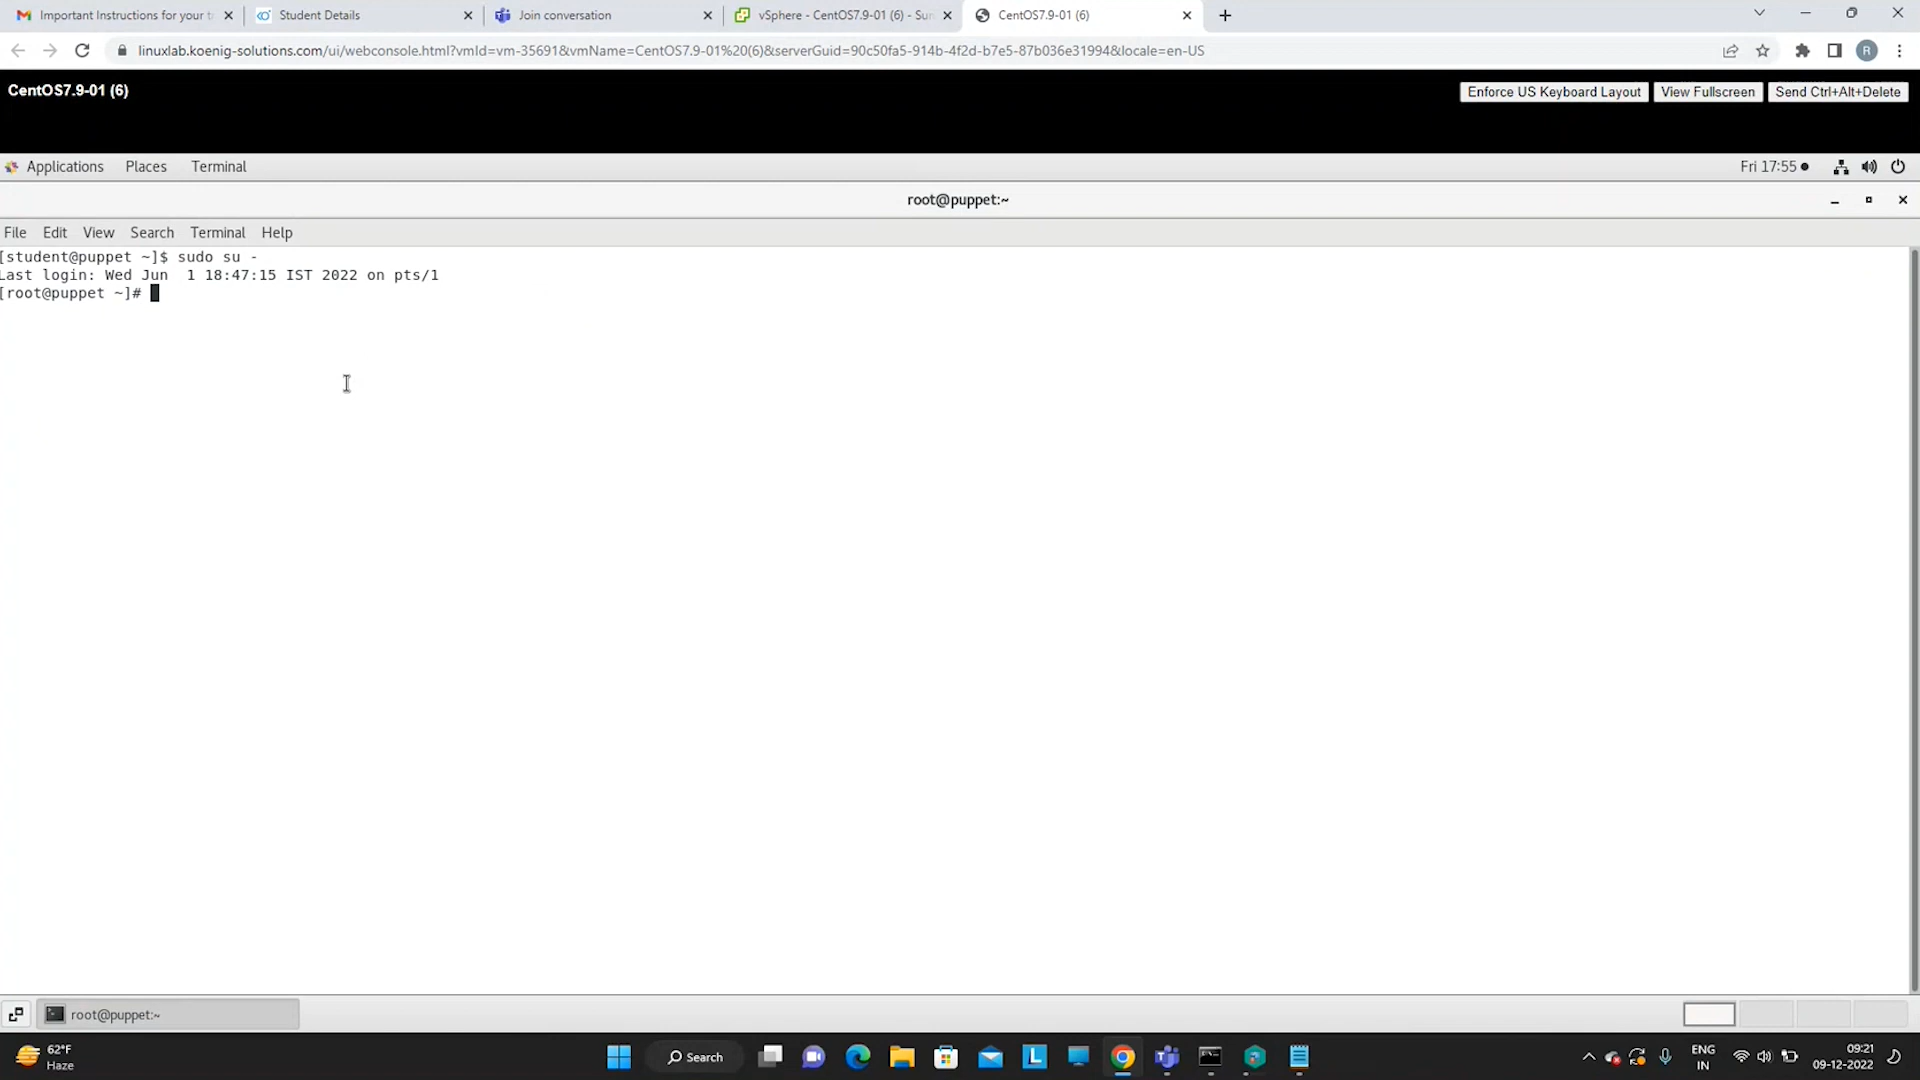 Important Instructions for your t
Student Details
Join conversation
vSphere - CentOS7.9-01 (6) - Sum
CentOS7.9-01 (6)
linuxlab.koenig-solutions.com/ui/webconsole.html?vmId=vm-35691&vmName=CentOS7.9-01%20(6)&serverGuid=90c50fa5-914b-4f2d-b7e5-87b036e31994&locale=en-US
R
CentOS7.9-01 (6)
Enforce US Keyboard Layout
View Fullscreen
Send Ctrl+Alt+Delete
Applications Places Terminal
Fri 17:55
root@puppet:~
File Edit View Search Terminal Help
[student@puppet ~]$ sudo su -
Last login: Wed Jun  1 18:47:15 IST 2022 on pts/1
[root@puppet ~]#
root@puppet:~
62°F
Haze
Search
L
ENG
IN
09:21
09-12-2022